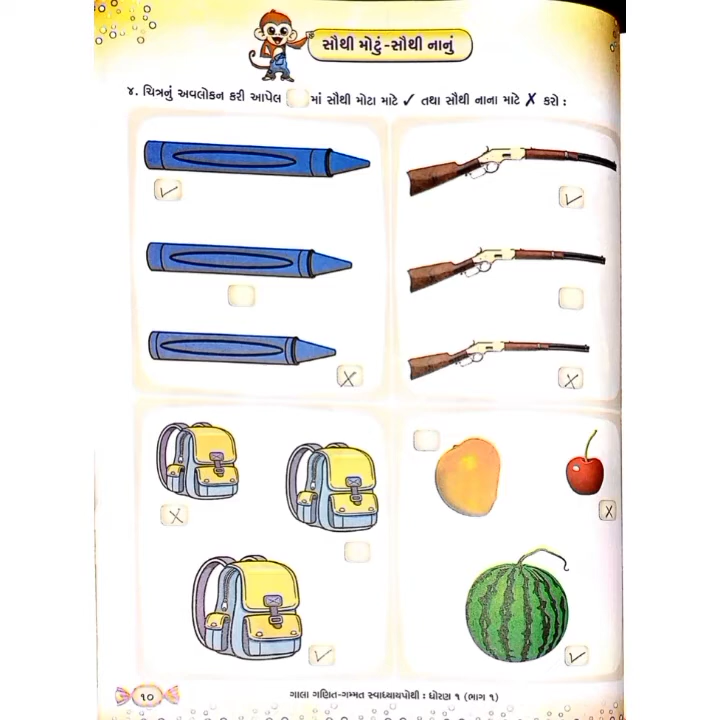 સૌથી મોટું-સૌથી નાનું
૪. ચિત્રનું અવલોકન કરી આપેલ માં સૌથી મોટા માટે ✓ તથા સૌથી નાના માટે ✗ કરો :
✓
✓
✗
✗
✗
✗
✓
✓
૧૦ ગાલા ગણિત-ગમ્મત સ્વાધ્યાયપોથી : ધોરણ ૧ (ભાગ ૧)